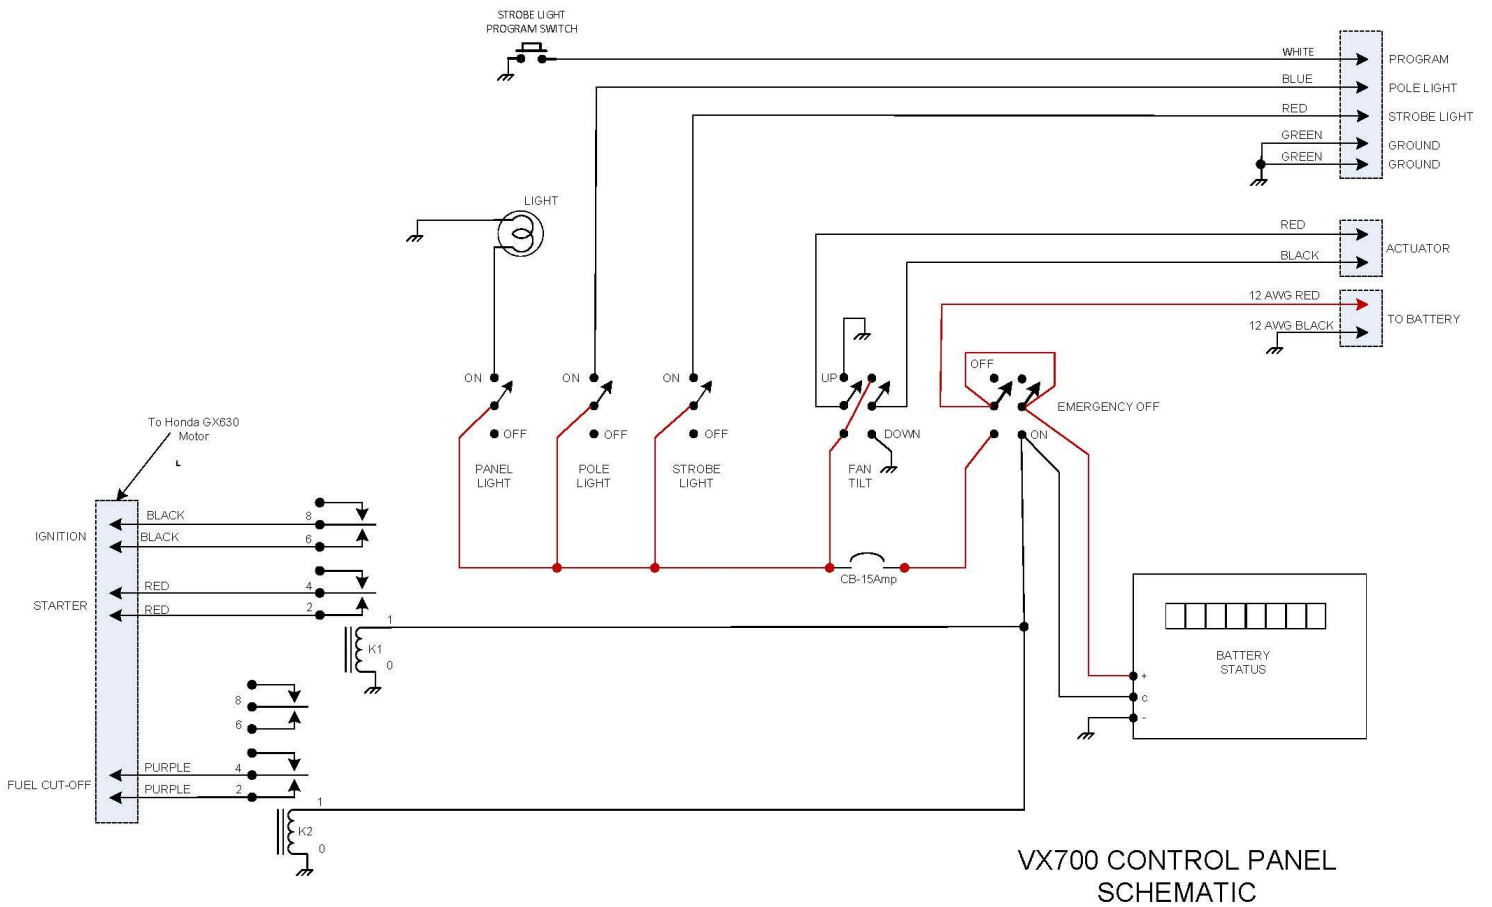 STROBE LIGHT
PROGRAM SWITCH
WHITE
PROGRAM
BLUE
POLE LIGHT
RED
STROBE LIGHT
GREEN
GROUND
GREEN
GROUND
LIGHT
RED
BLACK
ACTUATOR
12 AWG RED
12 AWG BLACK
TO BATTERY
ON
OFF
PANEL
LIGHT
ON
OFF
POLE
LIGHT
ON
OFF
STROBE
LIGHT
UP
DOWN
FAN
TILT
OFF
EMERGENCY OFF
ON
CB-15Amp
To Honda GX630
Motor
L
IGNITION
BLACK
8
BLACK
6
STARTER
RED
4
RED
2
1
K1
0
8
6
FUEL CUT-OFF
PURPLE
4
PURPLE
2
1
K2
0
BATTERY
STATUS
+
C
-
VX700 CONTROL PANEL
SCHEMATIC